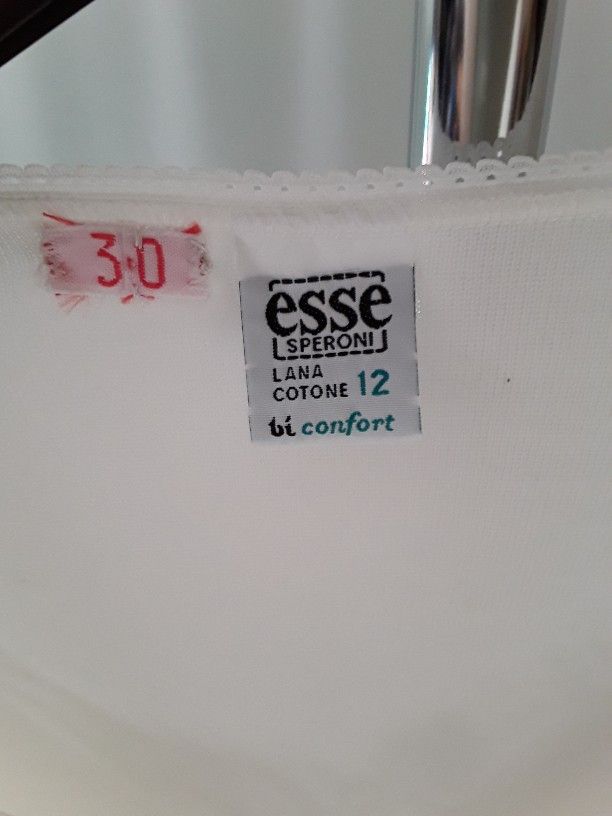 30
esse
SPERONI
LANA
COTONE 12
bi confort